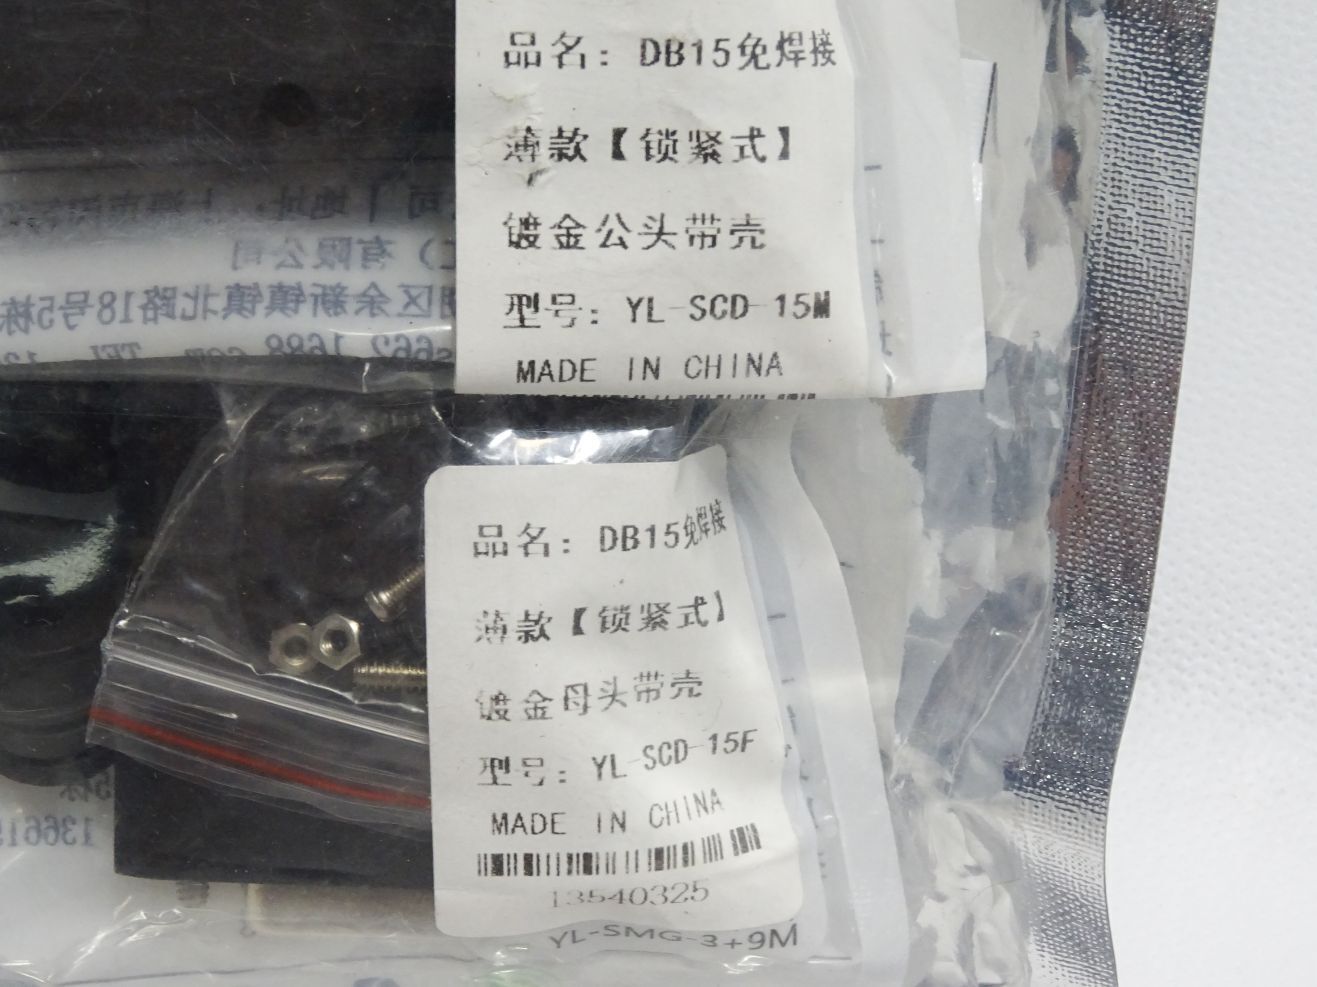 品名：DB15免焊接
薄款【锁紧式】
镀金公头带壳
型号：YL-SCD-15M
MADE IN CHINA
有限公司
区余新镇镇北路18号5栋
品名：DB15免焊接
薄款【锁紧式】
镀金母头带壳
型号：YL-SCD-15F
MADE IN CHINA
13540325
YL-SMG-3+9M